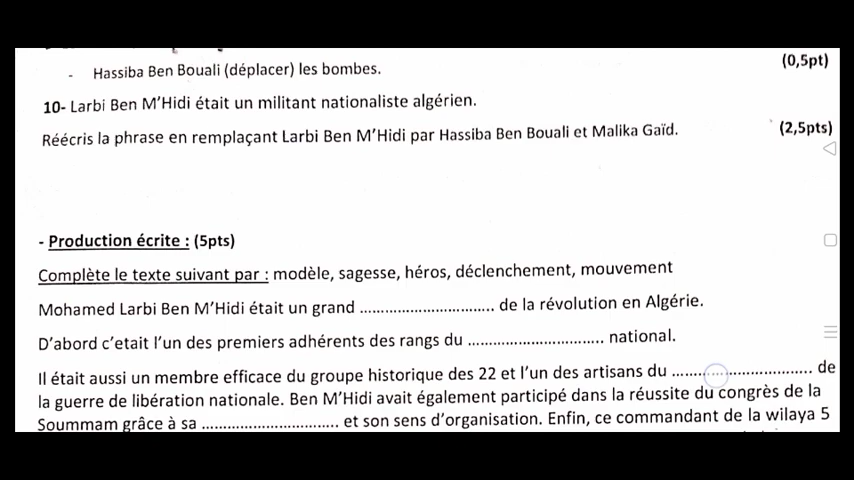 - Hassiba Ben Bouali (déplacer) les bombes. (0,5pt)
10- Larbi Ben M'Hidi était un militant nationaliste algérien.
Réécris la phrase en remplaçant Larbi Ben M'Hidi par Hassiba Ben Bouali et Malika Gaïd. (2,5pts)
- Production écrite : (5pts)
Complète le texte suivant par : modèle, sagesse, héros, déclenchement, mouvement
Mohamed Larbi Ben M'Hidi était un grand ................................ de la révolution en Algérie.
D'abord c'etait l'un des premiers adhérents des rangs du ................................ national.
Il était aussi un membre efficace du groupe historique des 22 et l'un des artisans du ................................ de
la guerre de libération nationale. Ben M'Hidi avait également participé dans la réussite du congrès de la
Soummam grâce à sa ................................ et son sens d'organisation. Enfin, ce commandant de la wilaya 5